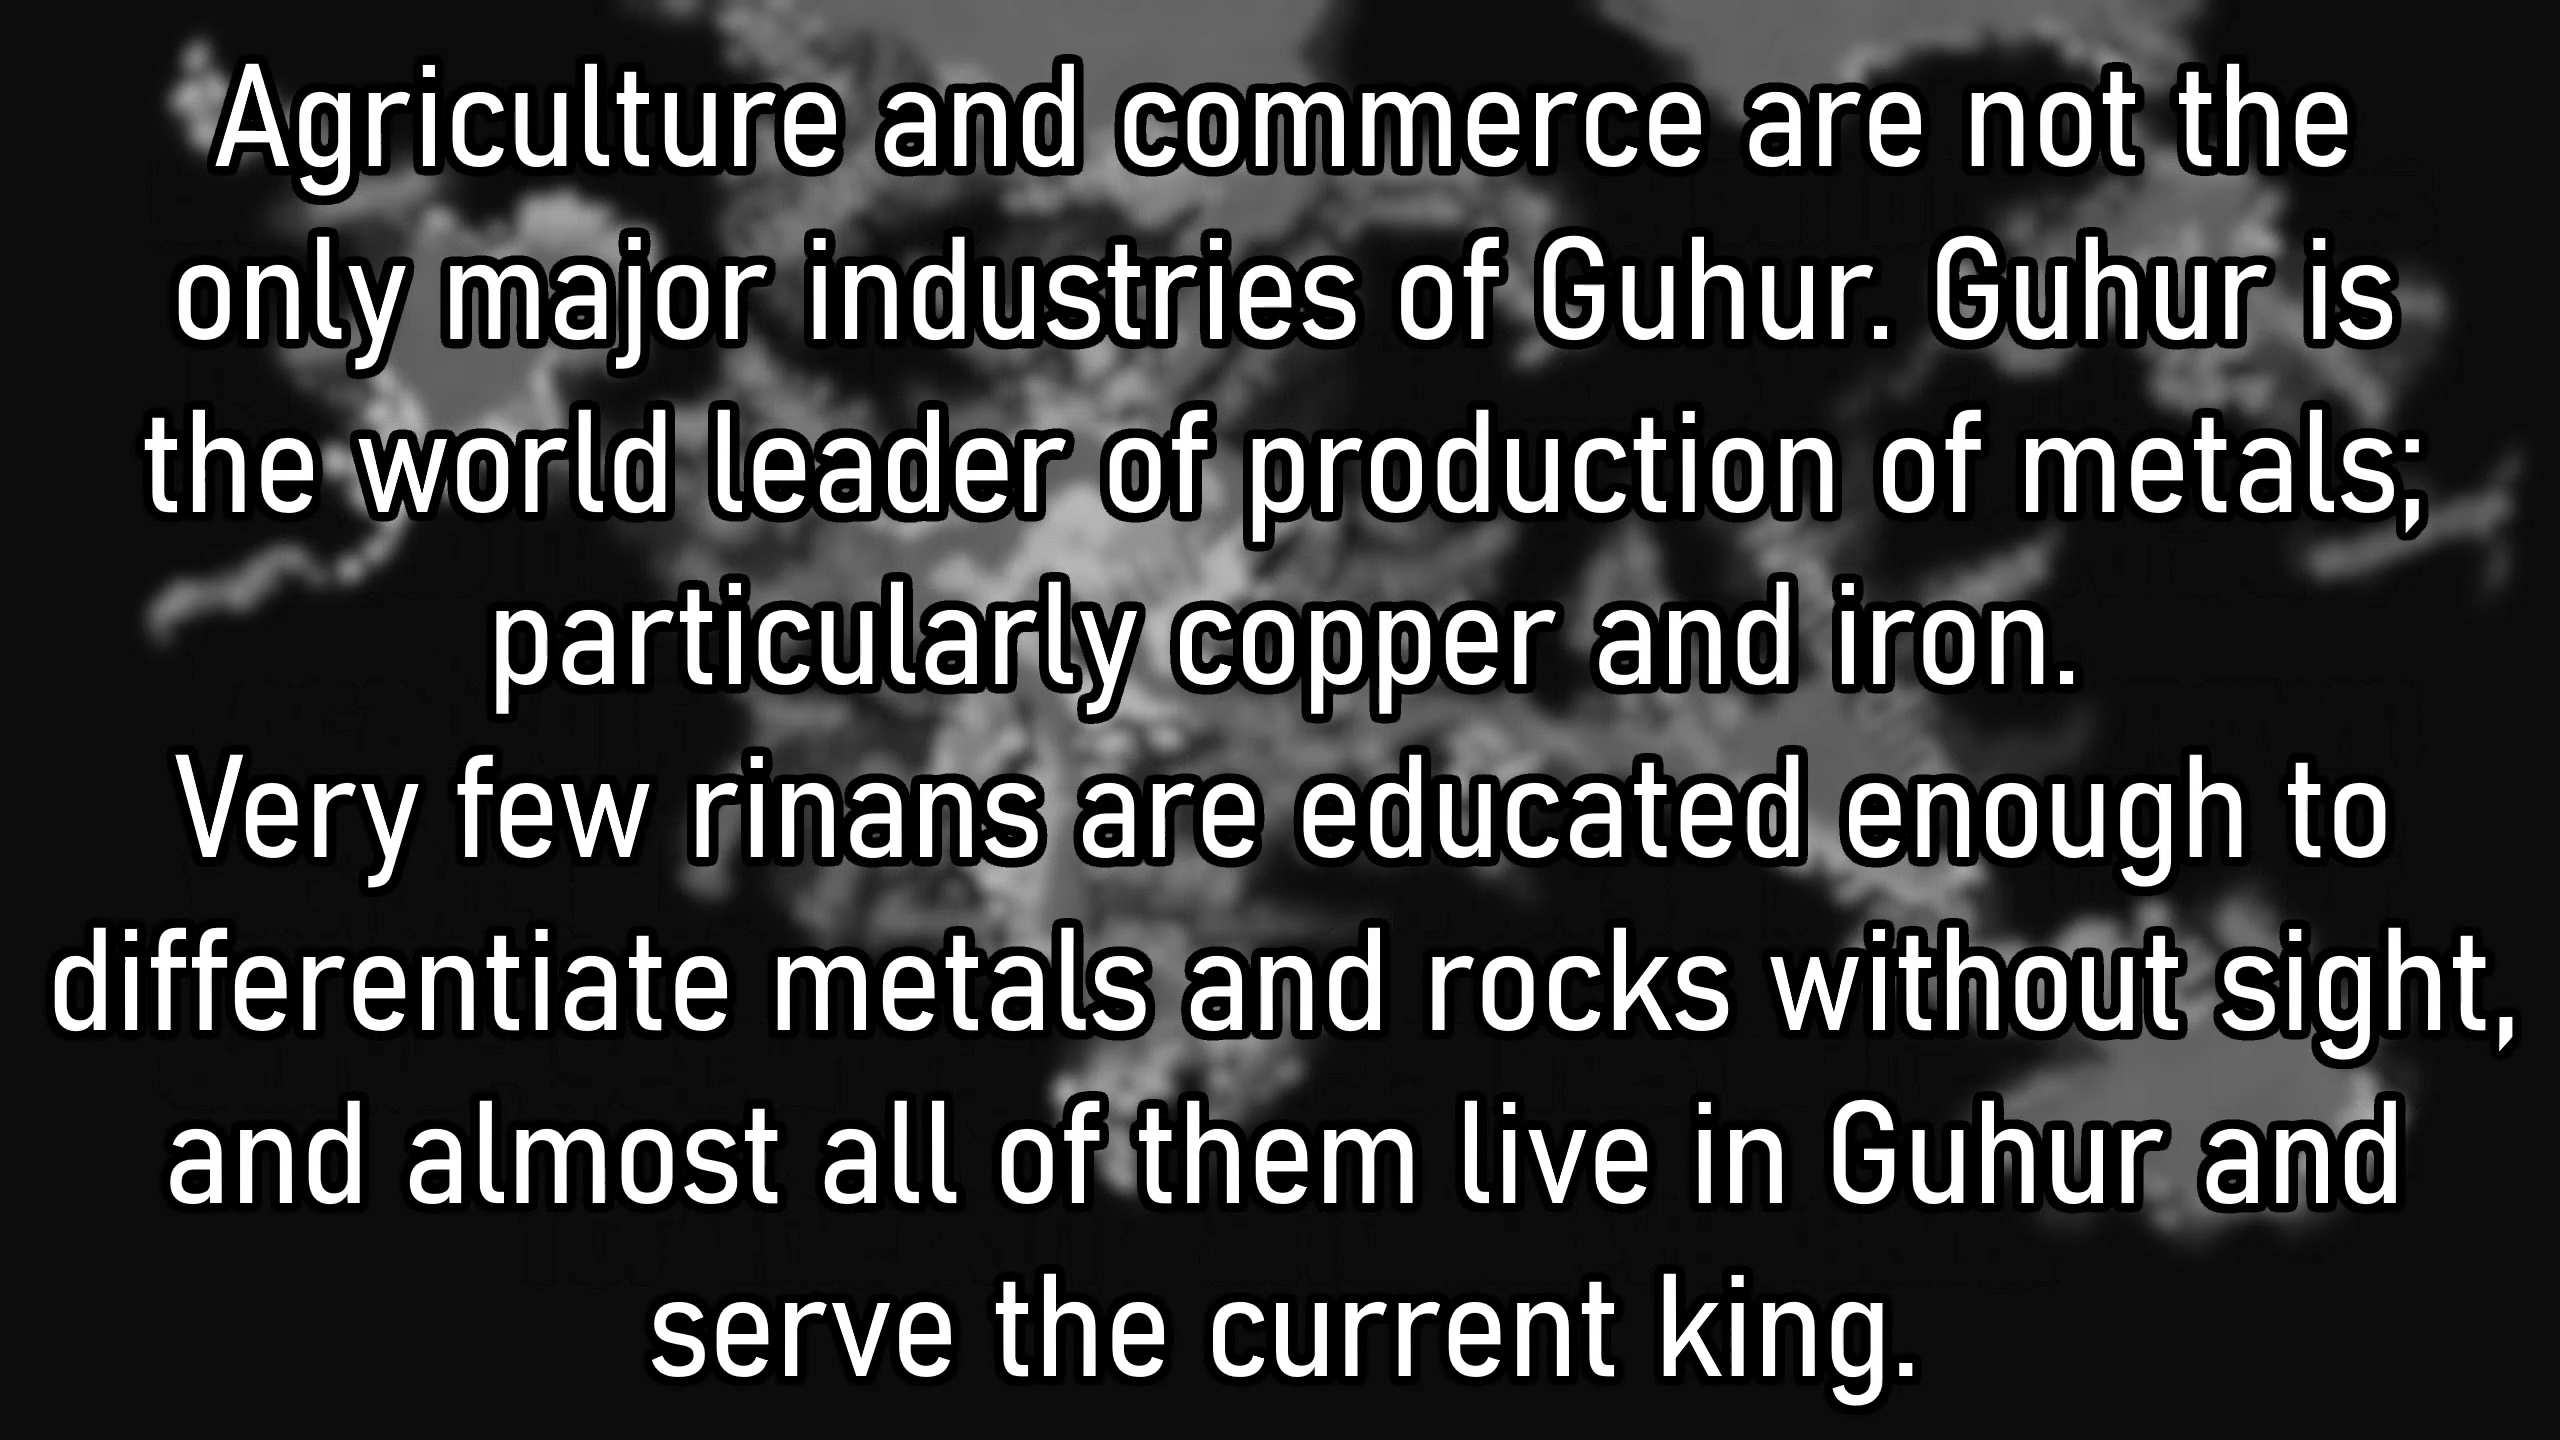 Agriculture and commerce are not the
only major industries of Guhur. Guhur is
the world leader of production of metals;
particularly copper and iron.
Very few rinans are educated enough to
differentiate metals and rocks without sight,
and almost all of them live in Guhur and
serve the current king.